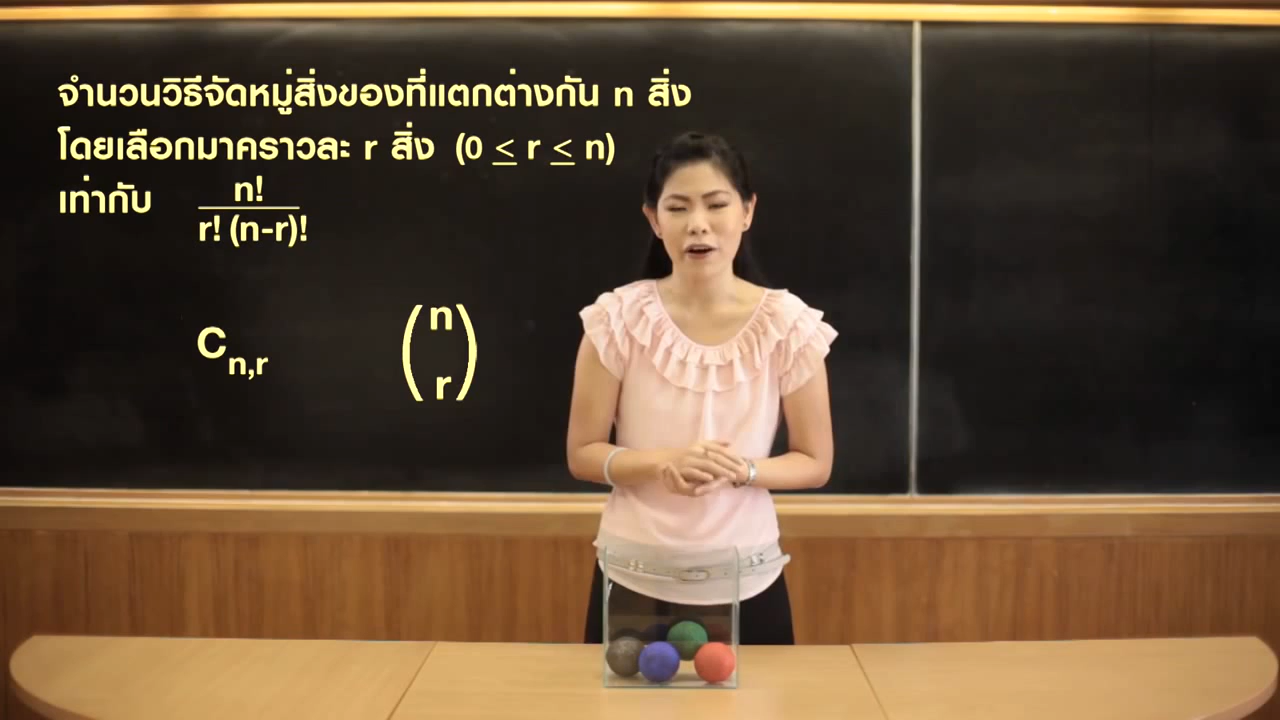 จำนวนวิธีจัดหมู่สิ่งของที่แตกต่างกัน n สิ่ง
โดยเลือกมาคราวละ r สิ่ง (0 ≤ r ≤ n)
เท่ากับ n! / r! (n-r)!
C n,r
(n r)